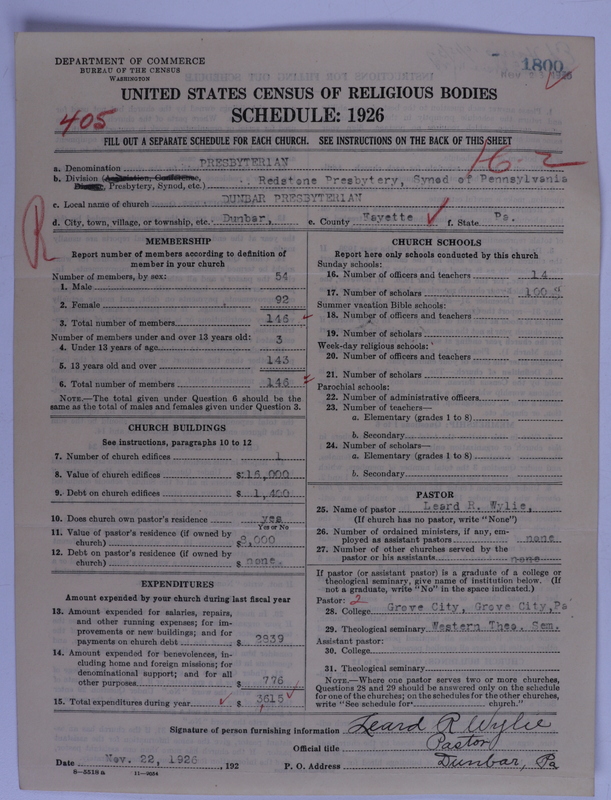 DEPARTMENT OF COMMERCE
BUREAU OF THE CENSUS
WASHINGTON
1800
UNITED STATES CENSUS OF RELIGIOUS BODIES
SCHEDULE: 1926
405
FILL OUT A SEPARATE SCHEDULE FOR EACH CHURCH. SEE INSTRUCTIONS ON THE BACK OF THIS SHEET
16-2
a. Denomination PRESBYTERIAN
b. Division (Association, Conference,
Diocese, Presbytery, Synod, etc.) Redstone Presbytery, Synod of Pennsylvania
c. Local name of church DUNBAR PRESBYTERIAN
d. City, town, village, or township, etc. Dunbar, e. County Fayette f. State Pa.
R
MEMBERSHIP
Report number of members according to definition of
member in your church
Number of members, by sex:
1. Male 54
2. Female 92
3. Total number of members 146
Number of members under and over 13 years old:
4. Under 13 years of age 3
5. 13 years old and over 143
6. Total number of members 146
NOTE.—The total given under Question 6 should be the
same as the total of males and females given under Question 3.
CHURCH BUILDINGS
See instructions, paragraphs 10 to 12
7. Number of church edifices 1
8. Value of church edifices $ 16,000
9. Debt on church edifices $ 1,400
10. Does church own pastor's residence yes
Yes or No
11. Value of pastor's residence (if owned by
church) $ ,000
12. Debt on pastor's residence (if owned by
church) $ none.
EXPENDITURES
Amount expended by your church during last fiscal year
13. Amount expended for salaries, repairs,
and other running expenses; for im-
provements or new buildings; and for
payments on church debt $ 2839
14. Amount expended for benevolences, in-
cluding home and foreign missions; for
denominational support; and for all
other purposes $ 776
15. Total expenditures during year $ 3615
CHURCH SCHOOLS
Report here only schools conducted by this church
Sunday schools:
16. Number of officers and teachers 14
17. Number of scholars 100
Summer vacation Bible schools:
18. Number of officers and teachers
19. Number of scholars
Week-day religious schools:
20. Number of officers and teachers
21. Number of scholars
Parochial schools:
22. Number of administrative officers
23. Number of teachers—
a. Elementary (grades 1 to 8)
b. Secondary
24. Number of scholars—
a. Elementary (grades 1 to 8)
b. Secondary
PASTOR
25. Name of pastor Leard R. Wylie,
(If church has no pastor, write "None")
26. Number of ordained ministers, if any, em-
ployed as assistant pastors none
27. Number of other churches served by the
pastor or his assistants none
If pastor (or assistant pastor) is a graduate of a college or
theological seminary, give name of institution below. (If
not a graduate, write "No" in the space indicated.)
Pastor: 2
28. College Grove City, Grove City, Pa
29. Theological seminary Western Theo. Sem.
Assistant pastor:
30. College
31. Theological seminary
NOTE.—Where one pastor serves two or more churches,
Questions 28 and 29 should be answered only on the schedule
for one of the churches; on the schedules for the other churches,
write "See schedule for church."
Signature of person furnishing information Leard R Wylie
Official title Pastor
Date Nov. 22, 1926, 192 P. O. Address Dunbar, Pa
8-5518 a 11-7664